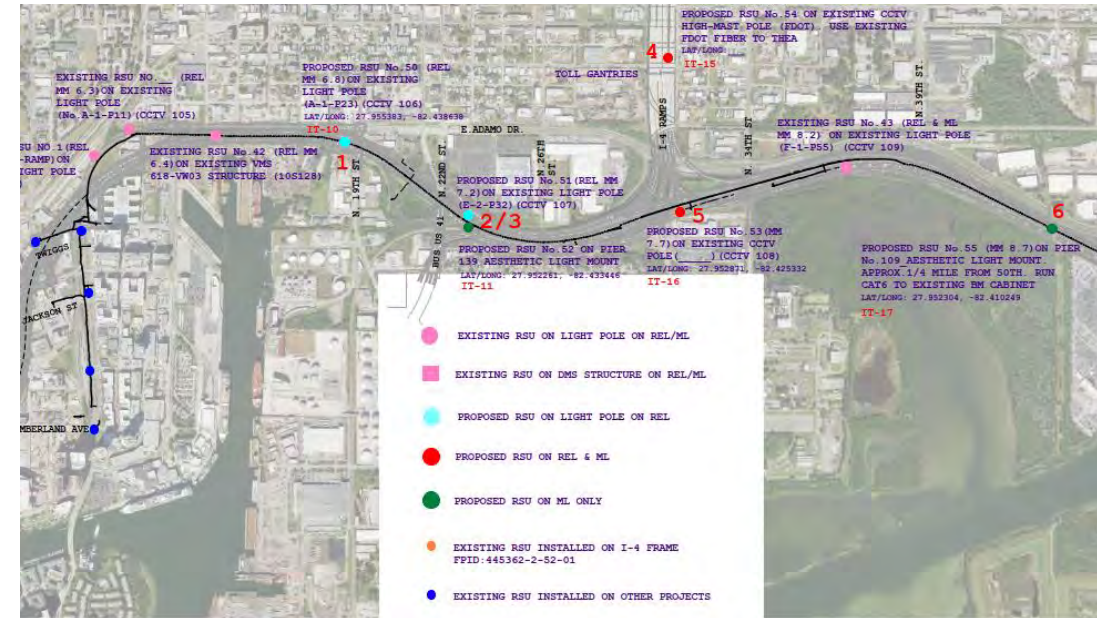 PROPOSED RSU No.54 ON EXISTING CCTV
HIGH-MAST POLE (FDOT). USE EXISTING
FDOT FIBER TO THEA
LAT/LONG:
IT-15
4
TOLL GANTRIES
I-4 RAMPS
N.39TH ST.
EXISTING RSU NO.__ (REL
MM 6.3)ON EXISTING
LIGHT POLE
(No.A-1-P11)(CCTV 105)
PROPOSED RSU No.50 (REL
MM 6.8)ON EXISTING
LIGHT POLE
(A-1-P23)(CCTV 106)
LAT/LONG: 27.955383, -82.438638
IT-10
1
E.ADAMO DR.
SU NO.1(REL
-RAMP)ON
IGHT POLE
)
EXISTING RSU No.42 (REL MM
6.4)ON EXISTING VMS
618-VW03 STRUCTURE (10S128)
N. 19TH ST
N.22ND ST.
N.26TH
ST.
N. 34TH ST
EXISTING RSU No.43 (REL & ML
MM 8.2) ON EXISTING LIGHT POLE
(F-1-P55) (CCTV 109)
PROPOSED RSU No.51(REL MM
7.2)ON EXISTING LIGHT POLE
(E-2-P32)(CCTV 107)
2/3
BUS US 41
PROPOSED RSU No.52 ON PIER
139 AESTHETIC LIGHT MOUNT
LAT/LONG: 27.952261, -82.433446
IT-11
5
PROPOSED RSU No.53(MM
7.7)ON EXISTING CCTV
POLE(_____)(CCTV 108)
LAT/LONG: 27.952871, -82.425332
IT-16
6
PROPOSED RSU No.55 (MM 8.7)ON PIER
No.109 AESTHETIC LIGHT MOUNT.
APPROX.1/4 MILE FROM 50TH. RUN
CAT6 TO EXISTING BM CABINET
LAT/LONG: 27.952304, -82.410249
IT-17
TWIGGS
JACKSON ST
MBERLAND AVE
EXISTING RSU ON LIGHT POLE ON REL/ML
EXISTING RSU ON DMS STRUCTURE ON REL/ML
PROPOSED RSU ON LIGHT POLE ON REL
PROPOSED RSU ON REL & ML
PROPOSED RSU ON ML ONLY
EXISTING RSU INSTALLED ON I-4 FRAME
FPID:445362-2-52-01
EXISTING RSU INSTALLED ON OTHER PROJECTS